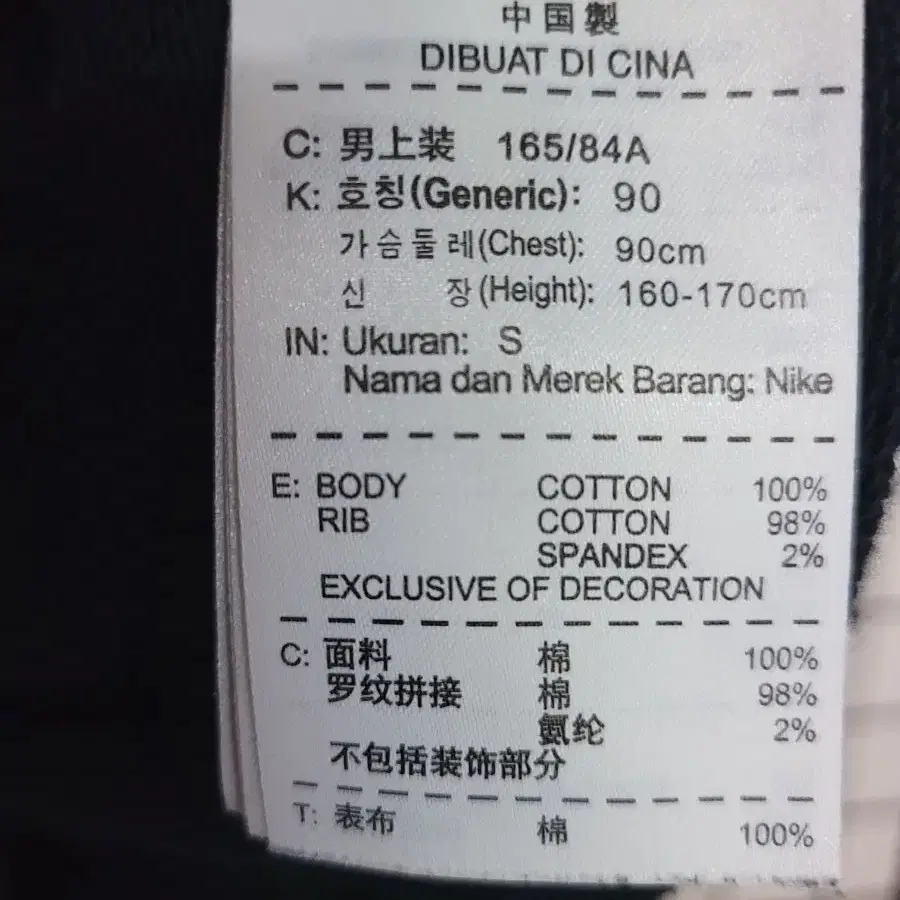 中国製
DIBUAT DI CINA
C: 男上装 165/84A
K: 호칭(Generic): 90
가슴둘레(Chest): 90cm
신 장(Height): 160-170cm
IN: Ukuran: S
Nama dan Merek Barang: Nike
E: BODY COTTON 100%
RIB COTTON 98%
SPANDEX 2%
EXCLUSIVE OF DECORATION
C: 面料 棉 100%
罗纹拼接 棉 98%
氨纶 2%
不包括装饰部分
T: 表布 棉 100%